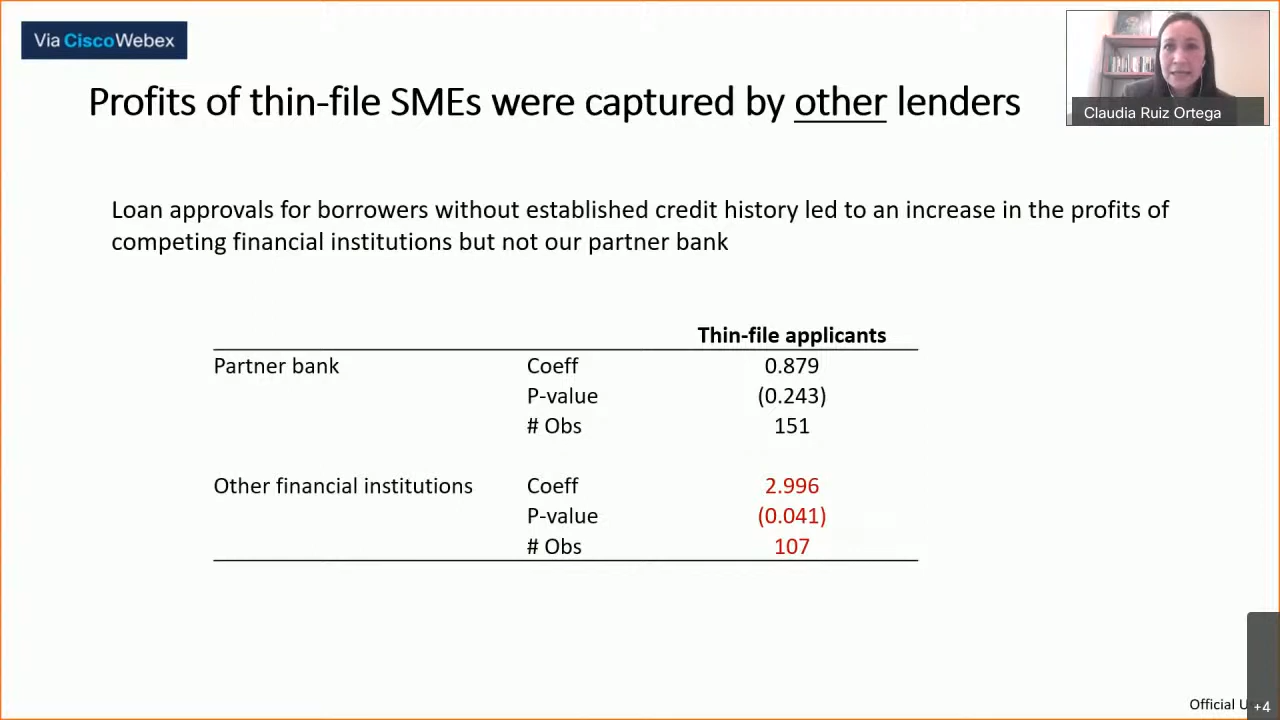 Via CiscoWebex
Profits of thin-file SMEs were captured by other lenders
Claudia Ruiz Ortega
Loan approvals for borrowers without established credit history led to an increase in the profits of
competing financial institutions but not our partner bank
Thin-file applicants
Partner bank Coeff 0.879
P-value (0.243)
# Obs 151
Other financial institutions Coeff 2.996
P-value (0.041)
# Obs 107
Official
+4